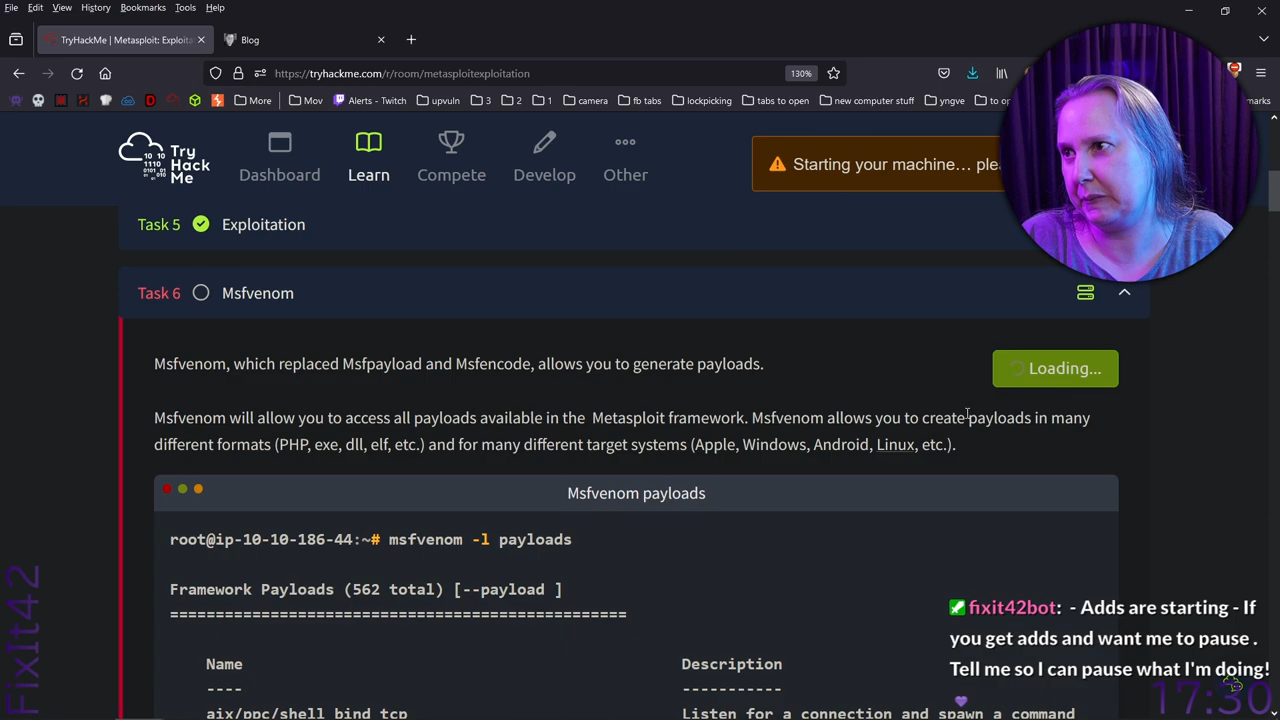 File Edit View History Bookmarks Tools Help
TryHackMe | Metasploit: Exploita
Blog
https://tryhackme.com/r/room/metasploitexploitation
130%
More Mov Alerts - Twitch upvuln 3 2 1 camera fb tabs lockpicking tabs to open new computer stuff yngve to op
Try
Hack
Me
Dashboard Learn Compete Develop Other
Starting your machine... plea
Task 5 Exploitation
Task 6 Msfvenom
Msfvenom, which replaced Msfpayload and Msfencode, allows you to generate payloads.
Loading...
Msfvenom will allow you to access all payloads available in the Metasploit framework. Msfvenom allows you to create payloads in many
different formats (PHP, exe, dll, elf, etc.) and for many different target systems (Apple, Windows, Android, Linux, etc.).
Msfvenom payloads
root@ip-10-10-186-44:~# msfvenom -l payloads
Framework Payloads (562 total) [--payload ]
==================================================
Name Description
---- -----------
aix/ppc/shell_bind_tcp Listen for a connection and spawn a command
fixit42bot: - Adds are starting - If
you get adds and want me to pause .
Tell me so I can pause what I'm doing!
FixIt42
17:30